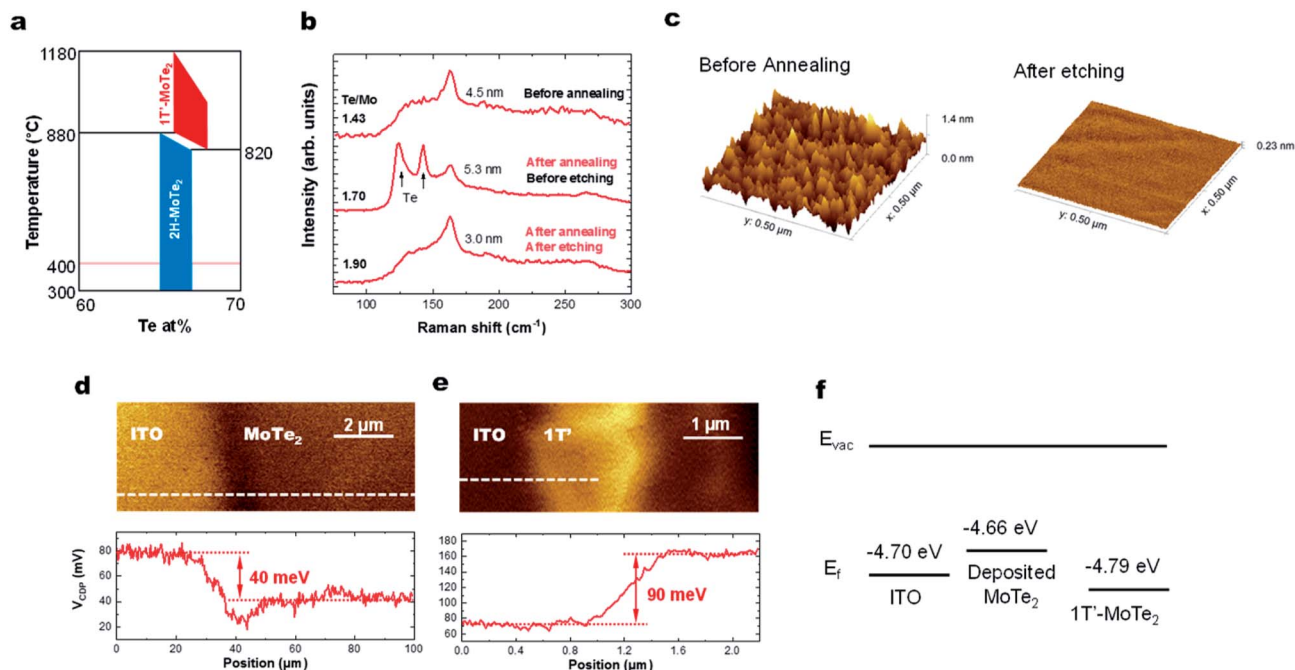 a
1180
880
820
400
300
60
70
Temperature (°C)
Te at%
1T'-MoTe₂
2H-MoTe₂
b
Intensity (arb. units)
Te/Mo
1.43
4.5 nm
Before annealing
1.70
5.3 nm
After annealing
Before etching
Te
1.90
3.0 nm
After annealing
After etching
100
150
200
250
300
Raman shift (cm⁻¹)
c
Before Annealing
1.4 nm
0.0 nm
y: 0.50 µm
x: 0.50 µm
After etching
0.23 nm
y: 0.50 µm
x: 0.50 µm
d
ITO
MoTe₂
2 µm
V_CDP (mV)
80
60
40
20
40 meV
0
20
40
60
80
100
Position (µm)
e
ITO
1T'
1 µm
180
160
140
120
100
80
60
90 meV
0.0
0.4
0.8
1.2
1.6
2.0
Position (µm)
f
E_vac
E_f
-4.70 eV
ITO
-4.66 eV
Deposited
MoTe₂
-4.79 eV
1T'-MoTe₂